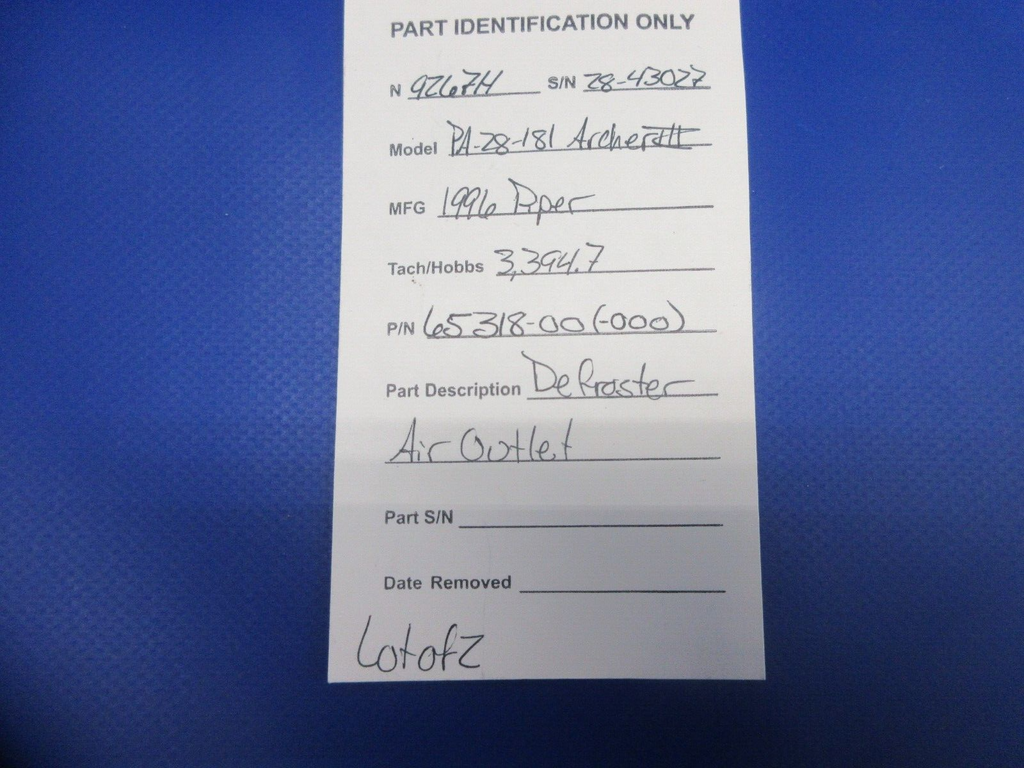 PART IDENTIFICATION ONLY
N 9267H S/N 28-43027
Model PA-28-181 Archer III
MFG 1996 Piper
Tach/Hobbs 3,394.7
P/N 65318-00 (-000)
Part Description Defroster
Air Outlet
Part S/N
Date Removed
Lot of 2